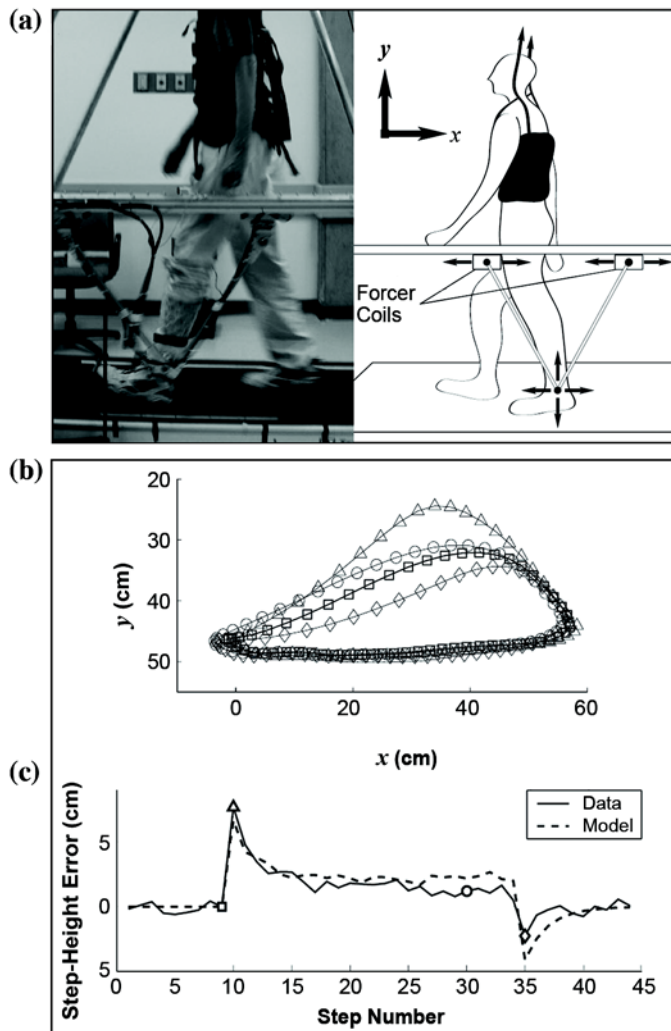 (a)
y
x
Forcer
Coils
(b)
20
30
40
50
y (cm)
0
20
40
60
x (cm)
(c)
Step-Height Error (cm)
5
0
5
Data
Model
0
5
10
15
20
25
30
35
40
45
Step Number